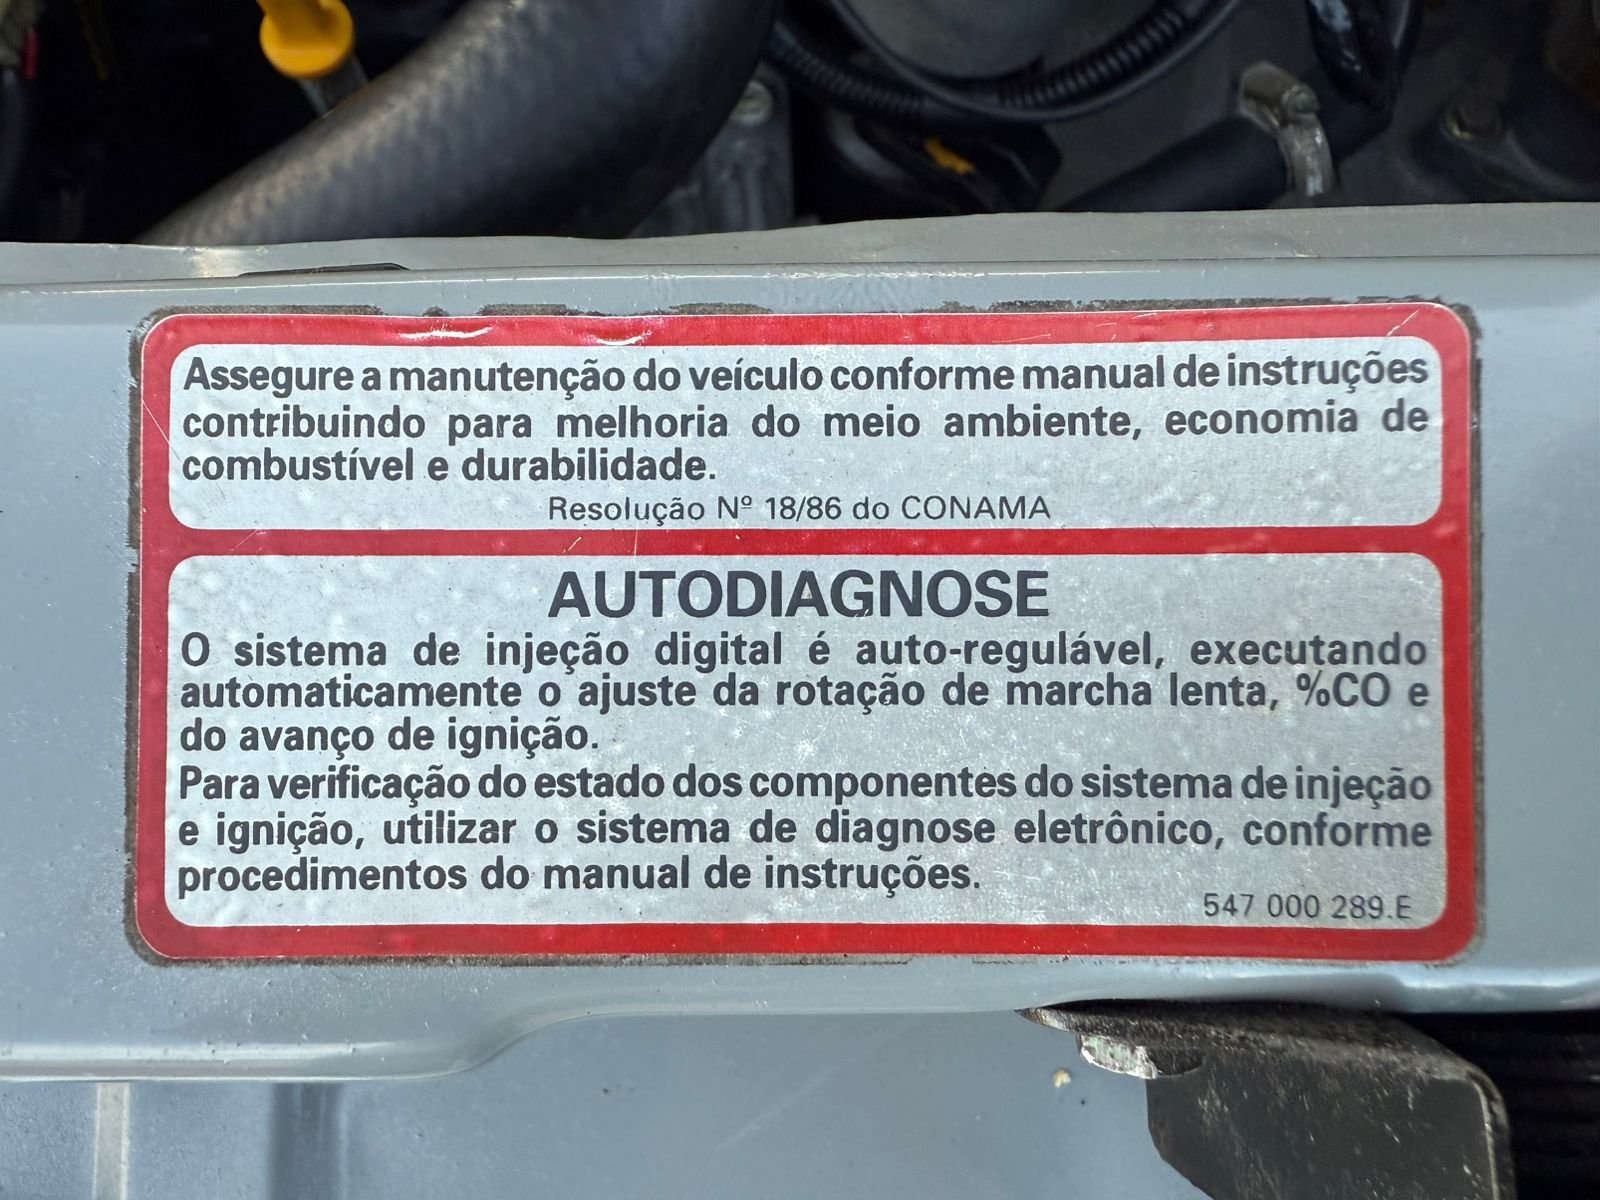 Assegure a manutenção do veículo conforme manual de instruções
contribuindo para melhoria do meio ambiente, economia de
combustível e durabilidade.
Resolução Nº 18/86 do CONAMA
AUTODIAGNOSE
O sistema de injeção digital é auto-regulável, executando
automaticamente o ajuste da rotação de marcha lenta, %CO e
do avanço de ignição.
Para verificação do estado dos componentes do sistema de injeção
e ignição, utilizar o sistema de diagnose eletrônico, conforme
procedimentos do manual de instruções.
547 000 289.E